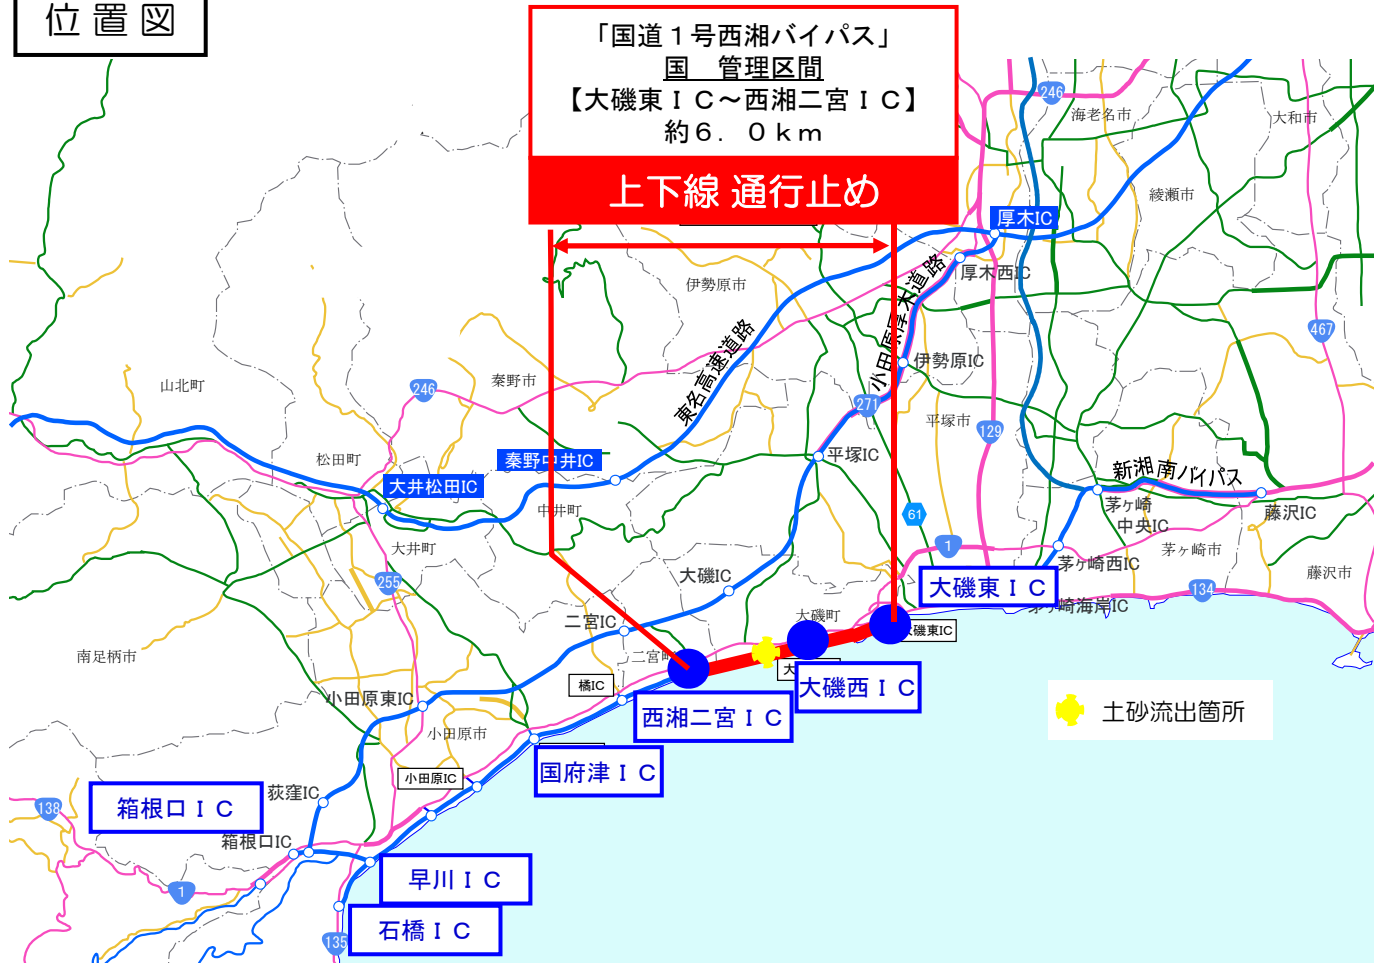 位置図
「国道１号西湘バイパス」
国　管理区間
【大磯東ＩＣ～西湘二宮ＩＣ】
約６．０ｋｍ
上下線 通行止め
246
海老名市
大和市
綾瀬市
厚木IC
厚木西IC
伊勢原市
小田原厚木道路
467
東名高速道路
伊勢原IC
山北町
246
秦野市
271
平塚市
129
松田町
秦野中井IC
平塚IC
新湘南バイパス
大井松田IC
中井町
61
茅ヶ崎
中央IC
藤沢IC
大井町
1
茅ヶ崎市
茅ヶ崎西IC
255
大磯IC
大磯東ＩＣ
134
藤沢市
茅ヶ崎海岸IC
大磯町
二宮IC
大磯東IC
南足柄市
二宮町
橘IC
大磯西ＩＣ
小田原東IC
西湘二宮ＩＣ
土砂流出箇所
小田原市
国府津ＩＣ
小田原IC
荻窪IC
138
箱根口ＩＣ
箱根口IC
早川ＩＣ
1
石橋ＩＣ
135